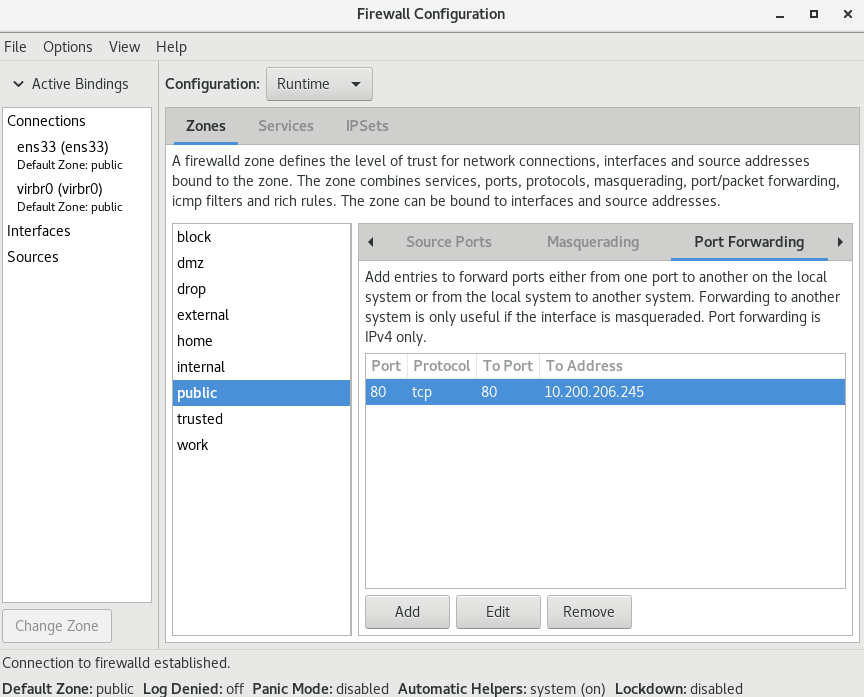 Firewall Configuration
File Options View Help
Active Bindings
Configuration: Runtime
Connections
ens33 (ens33)
Default Zone: public
virbr0 (virbr0)
Default Zone: public
Interfaces
Sources
Change Zone
Zones Services IPSets
A firewalld zone defines the level of trust for network connections, interfaces and source addresses
bound to the zone. The zone combines services, ports, protocols, masquerading, port/packet forwarding,
icmp filters and rich rules. The zone can be bound to interfaces and source addresses.
block
dmz
drop
external
home
internal
public
trusted
work
Source Ports Masquerading Port Forwarding
Add entries to forward ports either from one port to another on the local
system or from the local system to another system. Forwarding to another
system is only useful if the interface is masqueraded. Port forwarding is
IPv4 only.
Port Protocol To Port To Address
80 tcp 80 10.200.206.245
Add Edit Remove
Connection to firewalld established.
Default Zone: public Log Denied: off Panic Mode: disabled Automatic Helpers: system (on) Lockdown: disabled